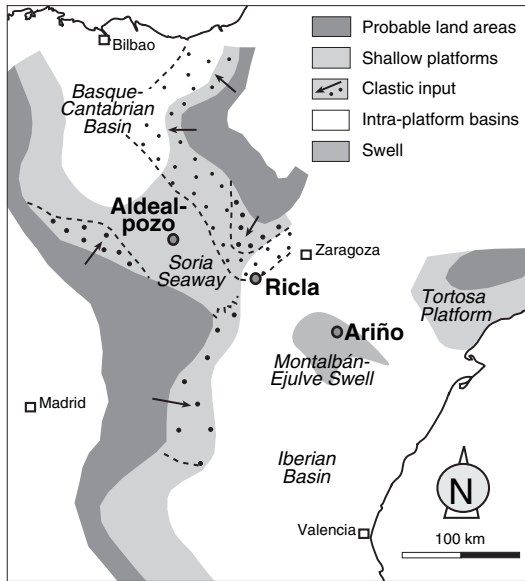 Bilbao
Basque-
Cantabrian
Basin
Probable land areas
Shallow platforms
Clastic input
Intra-platform basins
Swell
Aldeal-
pozo
Soria
Seaway
Zaragoza
Ricla
Ariño
Tortosa
Platform
Montalbán-
Ejulve Swell
Madrid
Iberian
Basin
N
Valencia
100 km